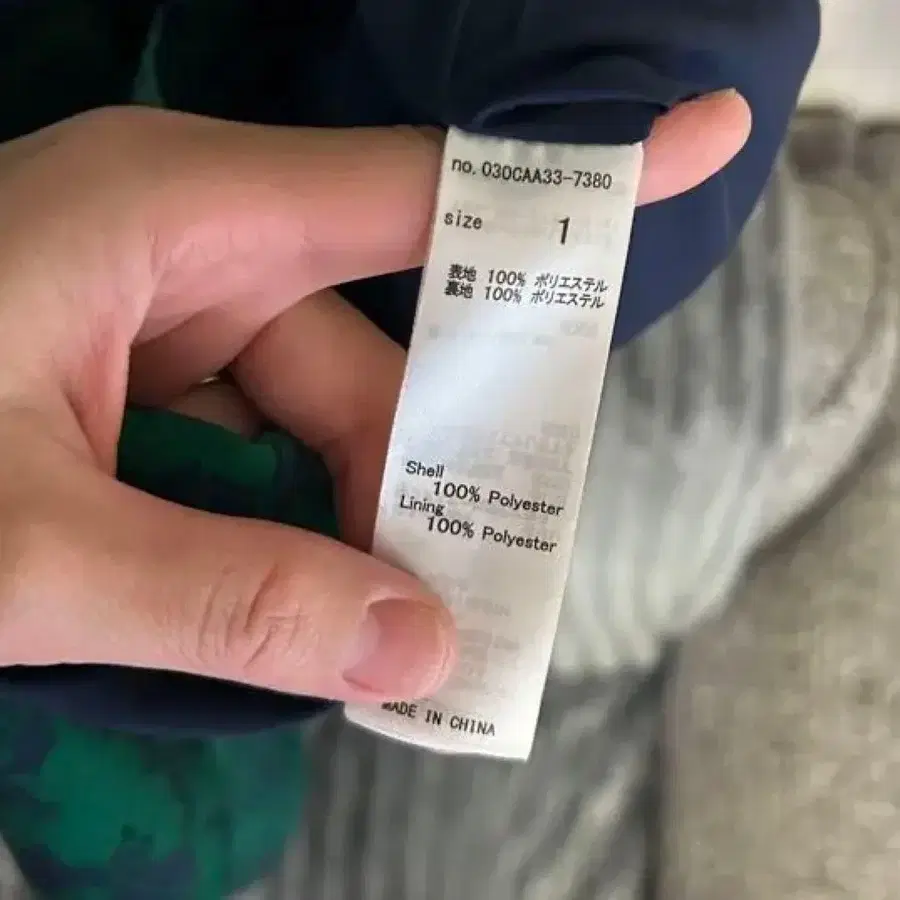 no. 030CAA33-7380
size 1
表地 100% ポリエステル
裏地 100% ポリエステル
Shell
100% Polyester
Lining
100% Polyester
MADE IN CHINA